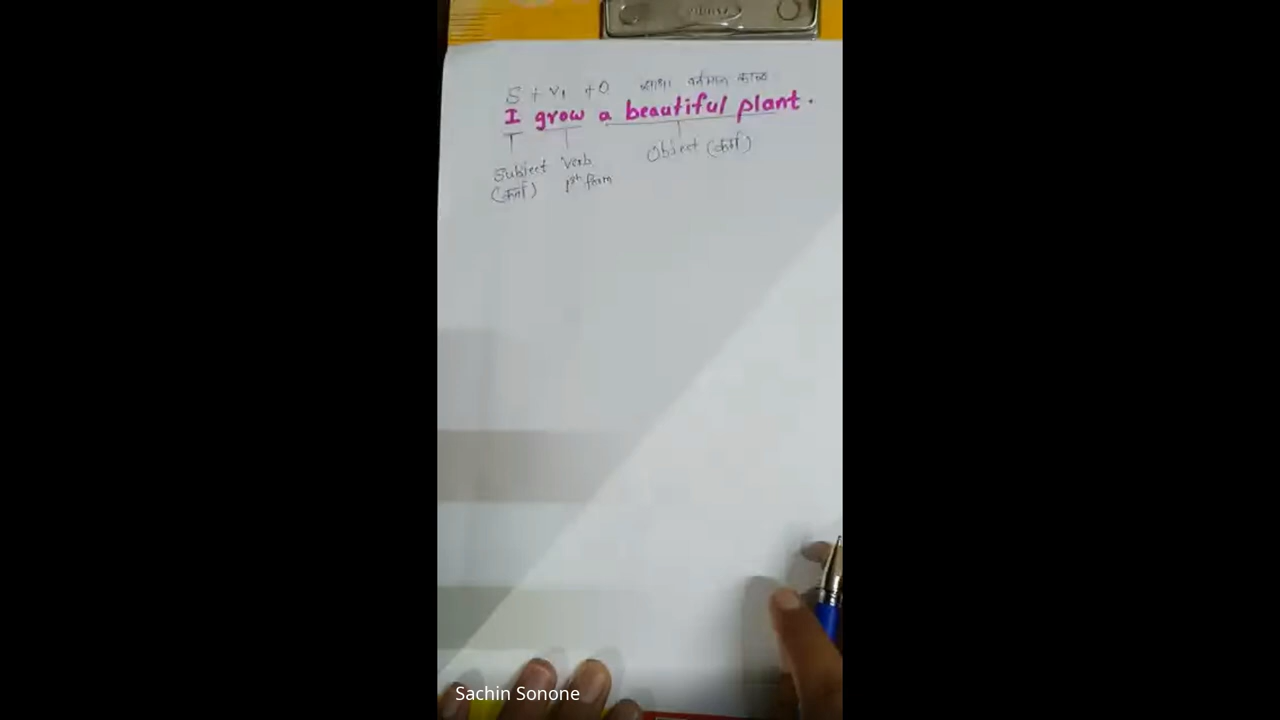 S + V1 + O साधा वर्तमान काळ
I grow a beautiful plant.
Subject Verb Object (कर्म)
(कर्ता) 1st form
Sachin Sonone